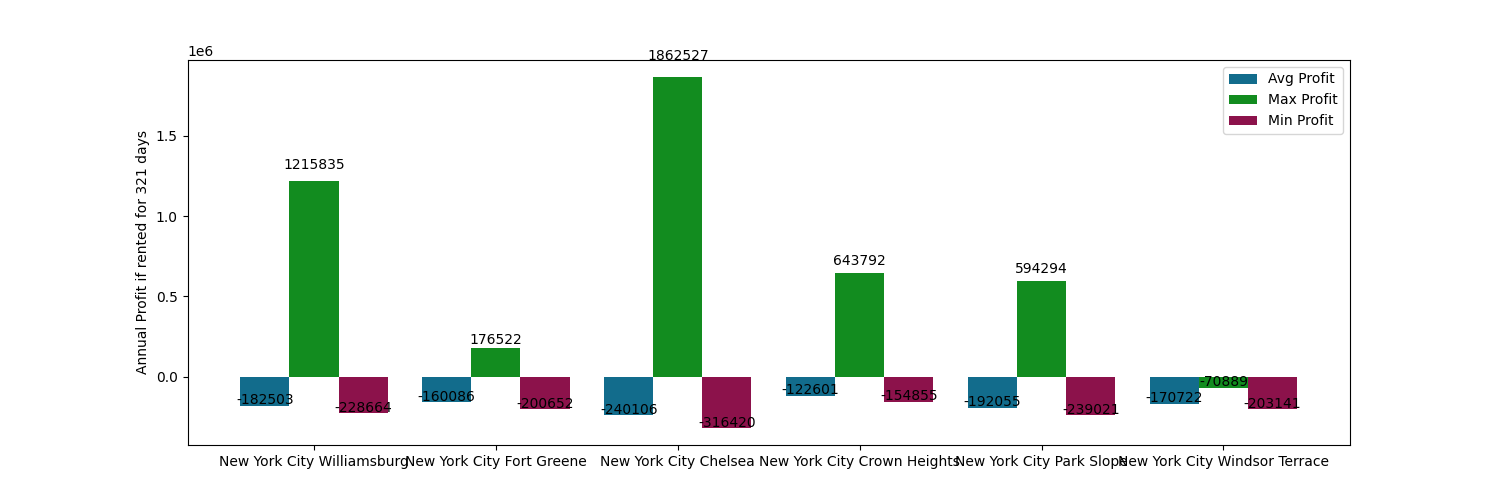 1e6
1862527
Avg Profit
Max Profit
Min Profit
Annual Profit if rented for 321 days
1.5
1215835
1.0
643792
594294
0.5
176522
0.0
-182503
-228664
-160086
-200652
-240106
-316420
-122601
-154855
-192055
-239021
-170722
-70889
-203141
New York City Williamsburg
New York City Fort Greene
New York City Chelsea
New York City Crown Heights
New York City Park Slope
New York City Windsor Terrace